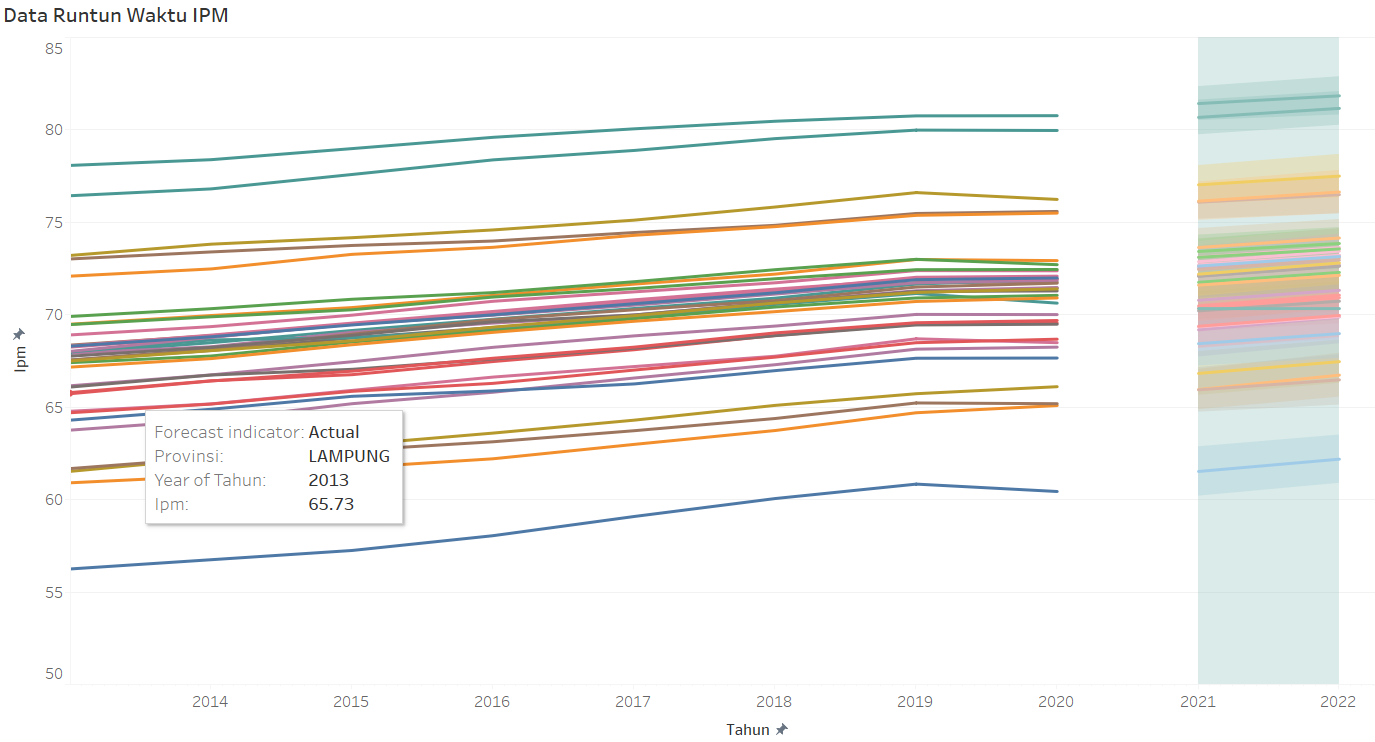 Data Runtun Waktu IPM
85
80
75
70
65
60
55
50
Ipm
Forecast indicator: Actual
Provinsi: LAMPUNG
Year of Tahun: 2013
Ipm: 65.73
2014 2015 2016 2017 2018 2019 2020 2021 2022
Tahun